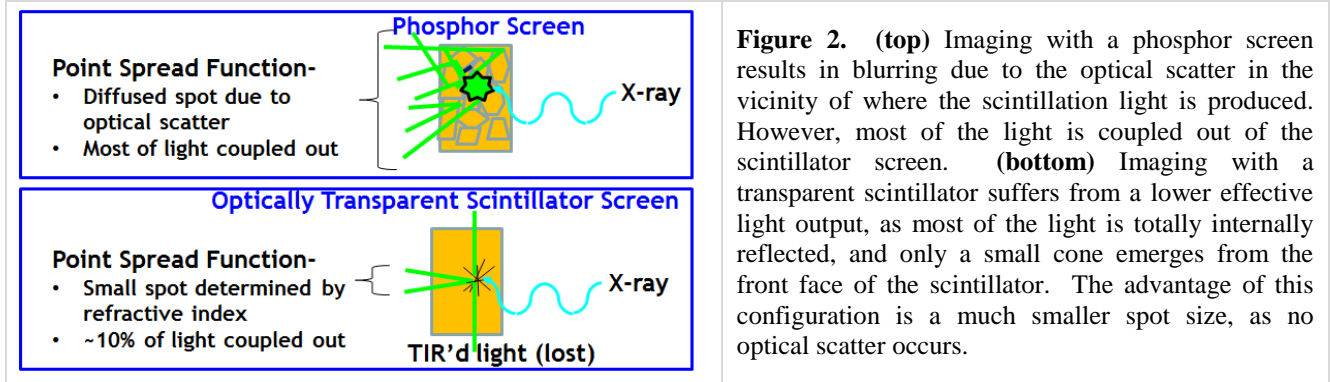 Phosphor Screen
Point Spread Function-
• Diffused spot due to
optical scatter
• Most of light coupled out
X-ray
Optically Transparent Scintillator Screen
Point Spread Function-
• Small spot determined by
refractive index
• ~10% of light coupled out
X-ray
TIR'd light (lost)
Figure 2. (top) Imaging with a phosphor screen
results in blurring due to the optical scatter in the
vicinity of where the scintillation light is produced.
However, most of the light is coupled out of the
scintillator screen. (bottom) Imaging with a
transparent scintillator suffers from a lower effective
light output, as most of the light is totally internally
reflected, and only a small cone emerges from the
front face of the scintillator. The advantage of this
configuration is a much smaller spot size, as no
optical scatter occurs.